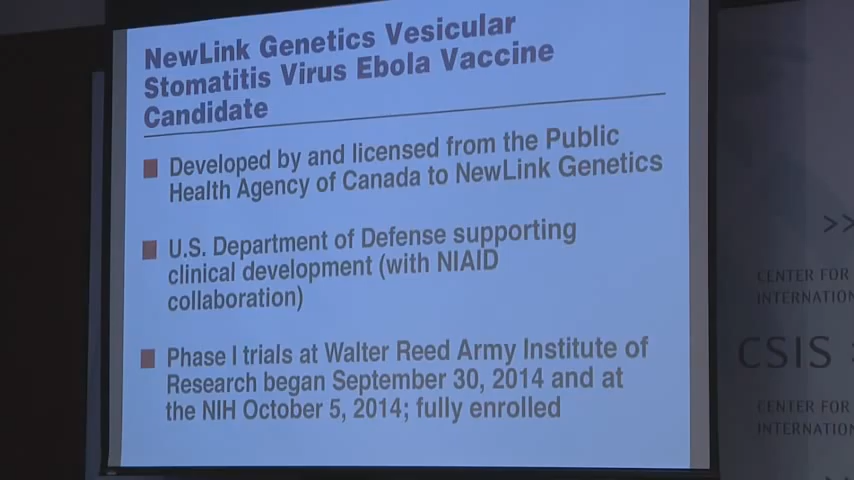 NewLink Genetics Vesicular
Stomatitis Virus Ebola Vaccine
Candidate
Developed by and licensed from the Public
Health Agency of Canada to NewLink Genetics
U.S. Department of Defense supporting
clinical development (with NIAID
collaboration)
Phase I trials at Walter Reed Army Institute of
Research began September 30, 2014 and at
the NIH October 5, 2014; fully enrolled
>>
CENTER FOR
INTERNATION
CSIS
CENTER FOR
INTERNATION
>>